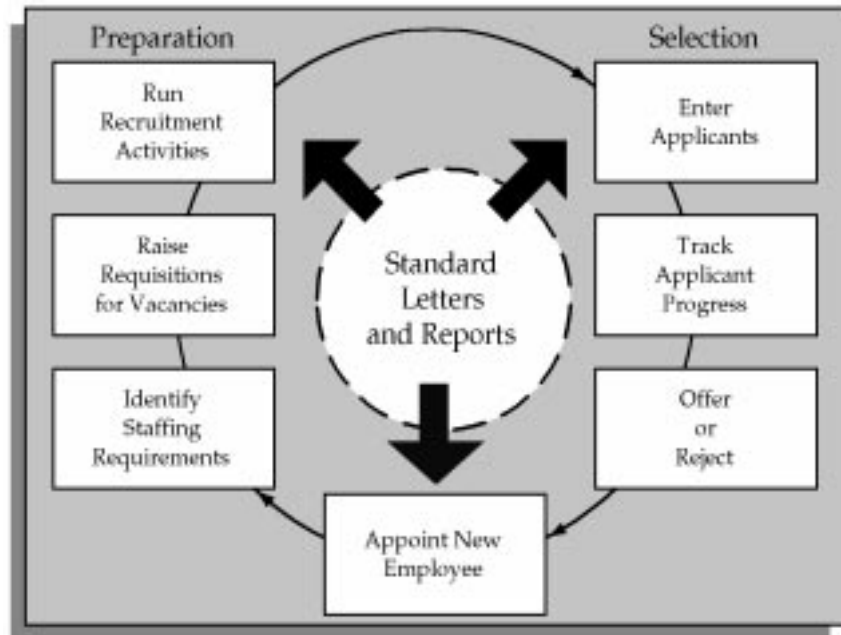 Preparation
Run
Recruitment
Activities
Raise
Requisitions
for Vacancies
Identify
Staffing
Requirements
Standard
Letters
and Reports
Appoint New
Employee
Selection
Enter
Applicants
Track
Applicant
Progress
Offer
or
Reject